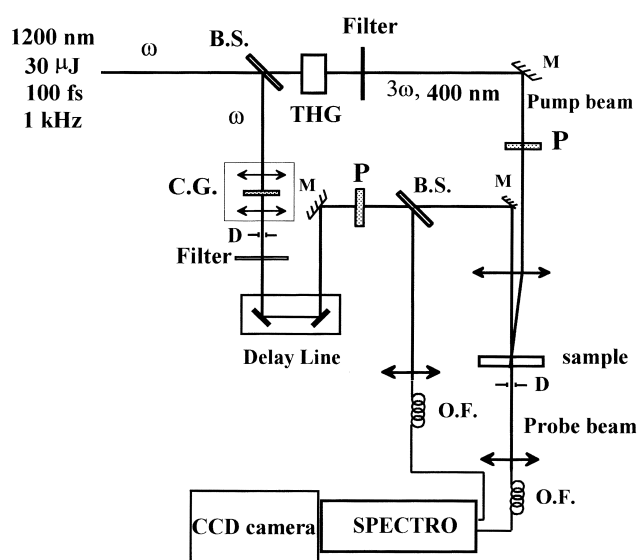 1200 nm
30 μJ
100 fs
1 kHz
ω
B.S.
Filter
M
THG
3ω, 400 nm
Pump beam
ω
P
C.G.
M
P
B.S.
M
D
Filter
Delay Line
sample
D
O.F.
Probe beam
O.F.
CCD camera
SPECTRO